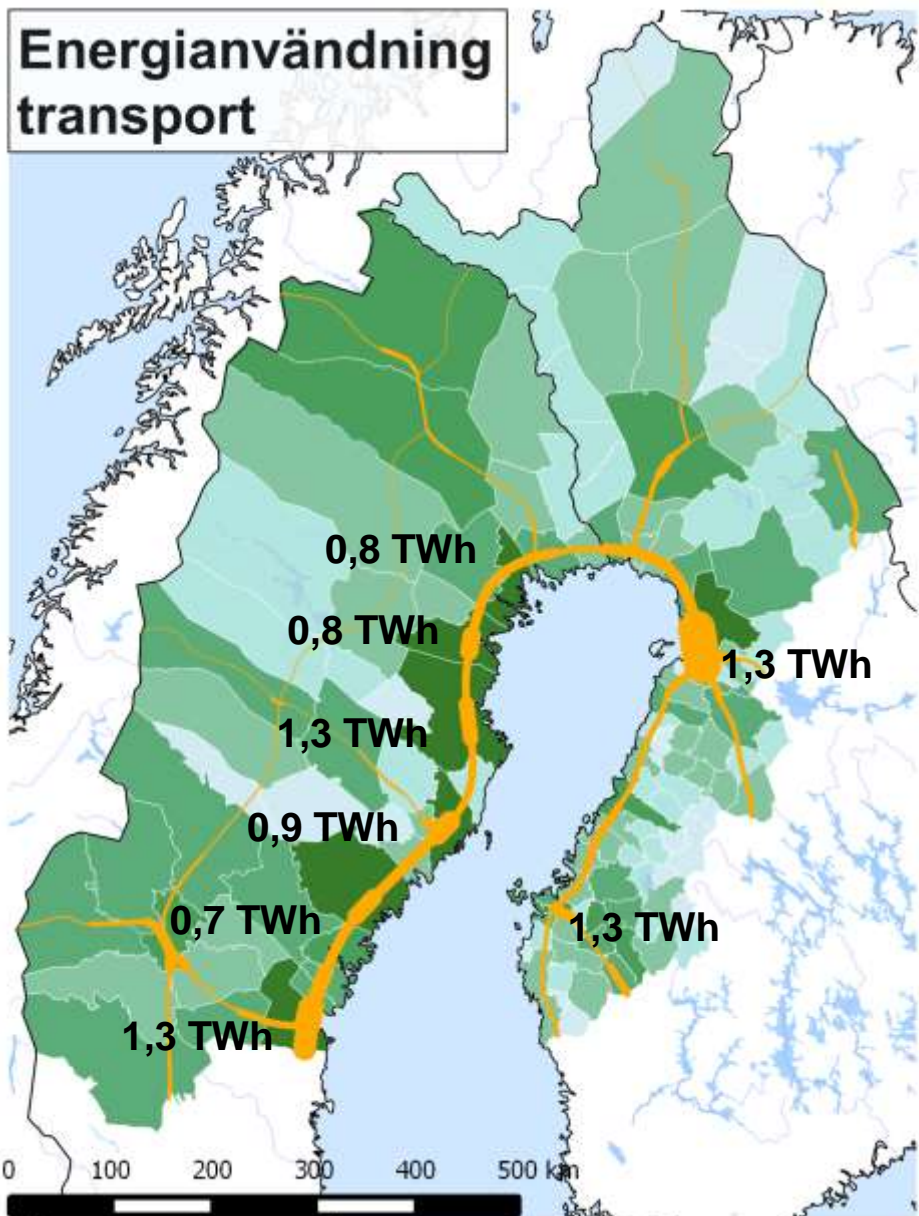 Energianvändning
transport
0,8 TWh
0,8 TWh
1,3 TWh
1,3 TWh
0,9 TWh
0,7 TWh
1,3 TWh
1,3 TWh
0 100 200 300 400 500 km